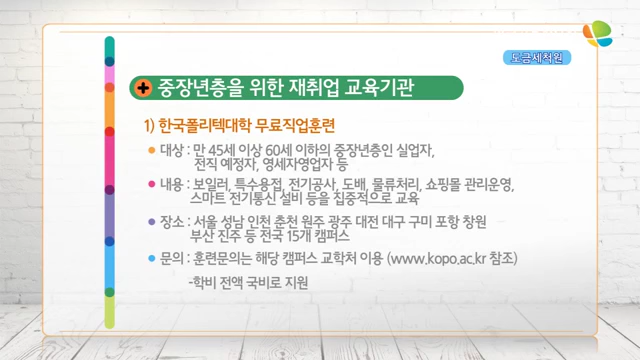 도금세척원
중장년층을 위한 재취업 교육기관
1) 한국폴리텍대학 무료직업훈련
대상 : 만 45세 이상 60세 이하의 중장년층인 실업자,
전직 예정자, 영세자영업자 등
내용 : 보일러, 특수용접, 전기공사, 도배, 물류처리, 쇼핑몰 관리운영,
스마트 전기통신 설비 등을 집중적으로 교육
장소 : 서울 성남 인천 춘천 원주 광주 대전 대구 구미 포항 창원
부산 진주 등 전국 15개 캠퍼스
문의 : 훈련문의는 해당 캠퍼스 교학처 이용 (www.kopo.ac.kr 참조)
-학비 전액 국비로 지원